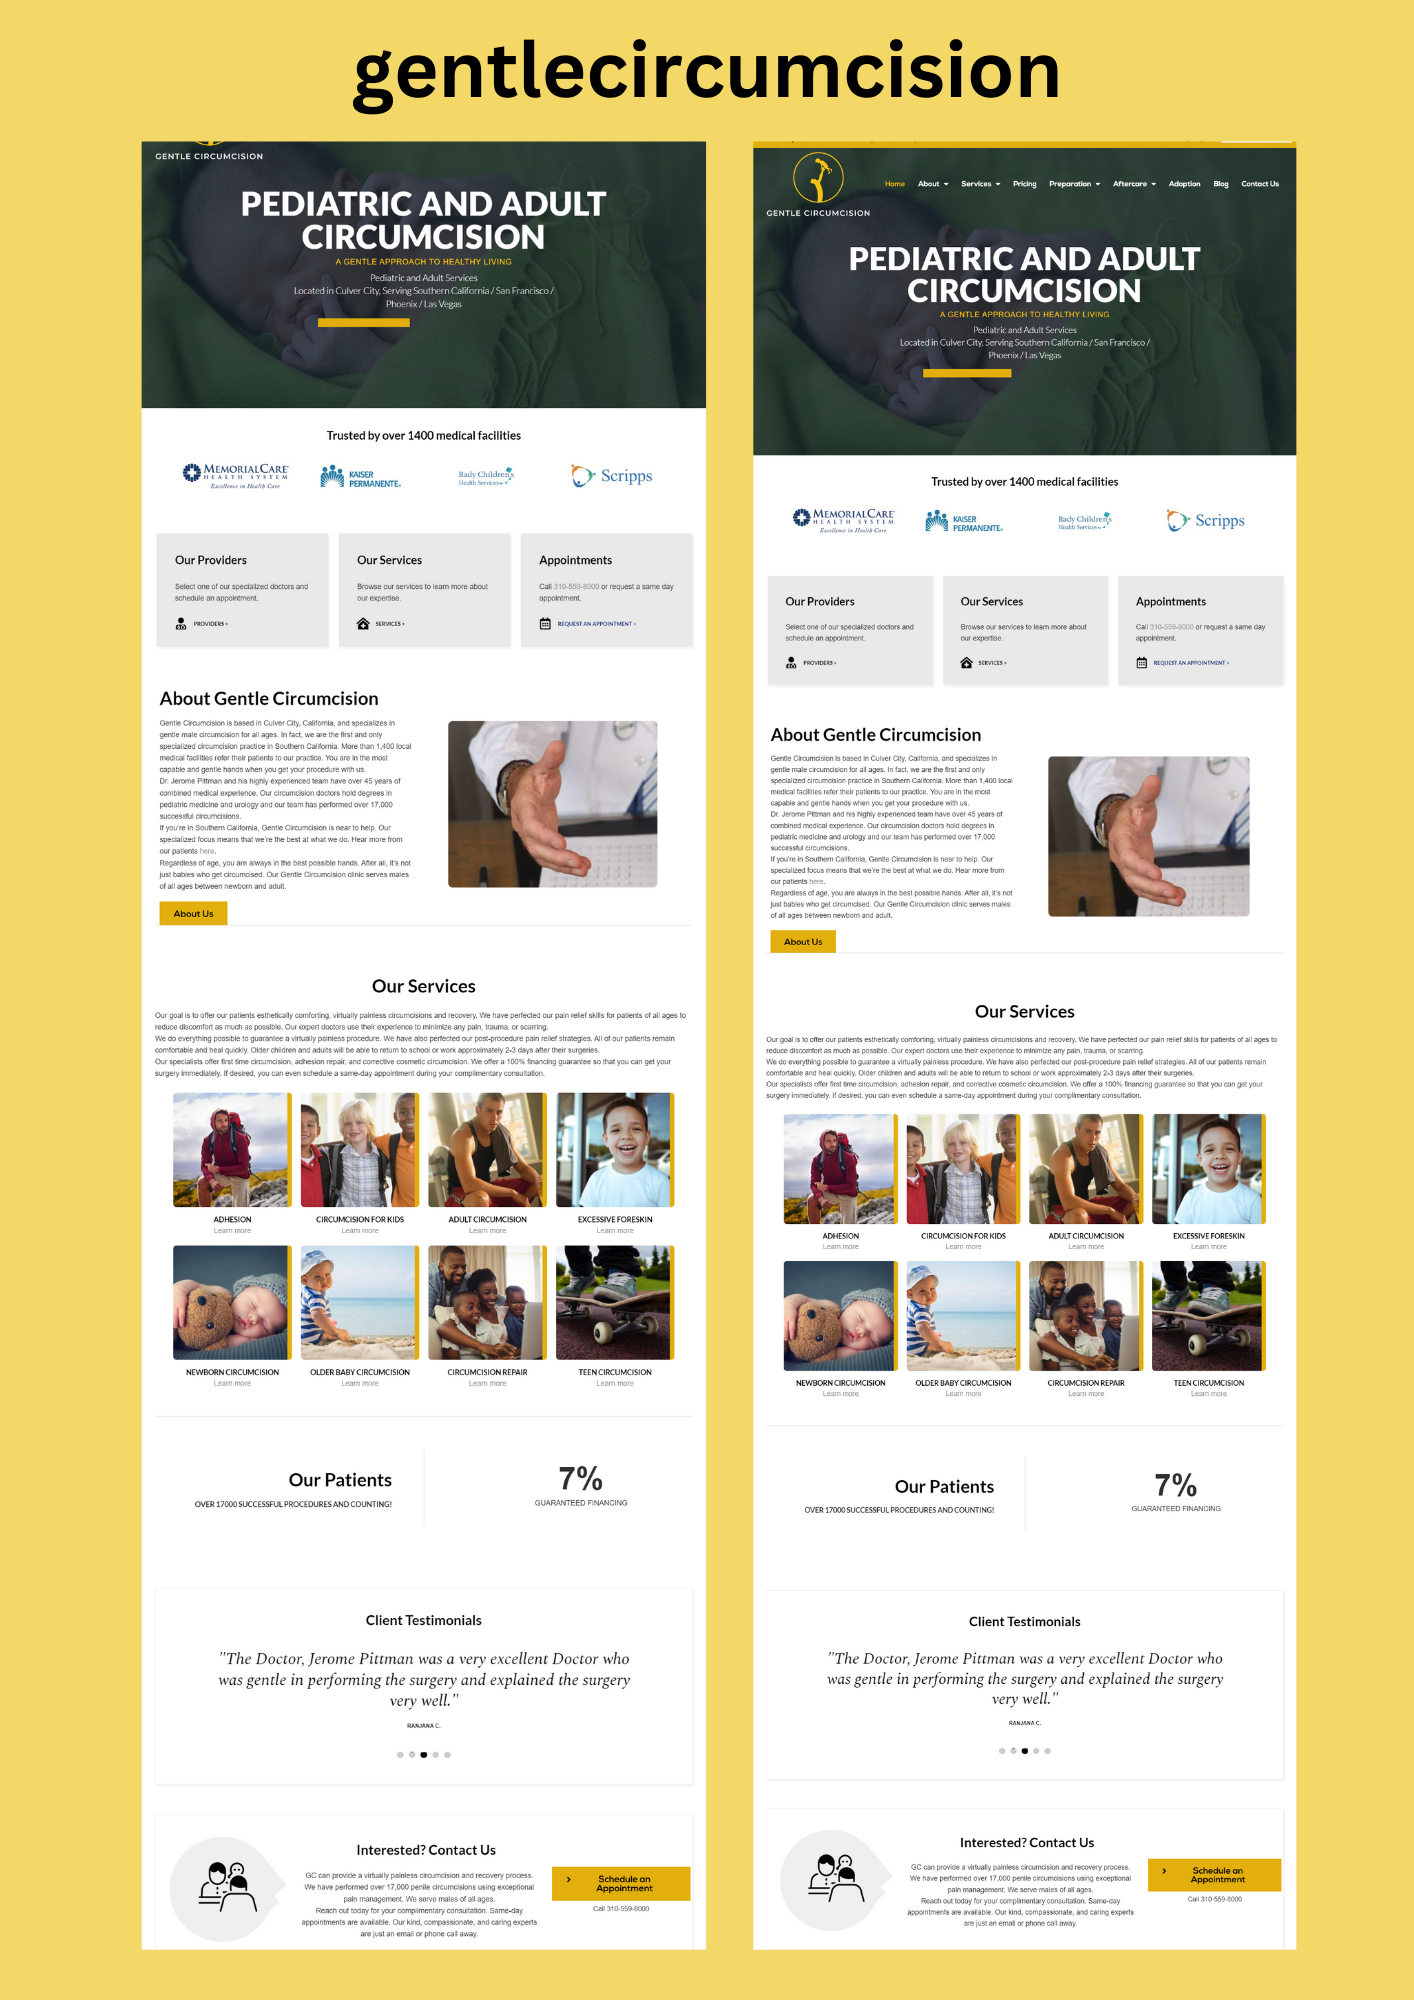 gentlecircumcision
GENTLE CIRCUMCISION
PEDIATRIC AND ADULT
CIRCUMCISION
A GENTLE APPROACH TO HEALTHY LIVING
Pediatric and Adult Services
Located in Culver City, Serving Southern California / San Francisco /
Phoenix / Las Vegas
Trusted by over 1400 medical facilities
MEMORIALCARE
HEALTH SYSTEM
Excellence in Health Care
KAISER
PERMANENTE.
Rady Children's
Health Services
Scripps
Our Providers
Select one of our specialized doctors and
schedule an appointment.
PROVIDERS »
Our Services
Browse our services to learn more about
our expertise.
SERVICES »
Appointments
Call 310-559-8000 or request a same day
appointment.
REQUEST AN APPOINTMENT »
About Gentle Circumcision
Gentle Circumcision is based in Culver City, California, and specializes in
gentle male circumcision for all ages. In fact, we are the first and only
specialized circumcision practice in Southern California. More than 1,400 local
medical facilities refer their patients to our practice. You are in the most
capable and gentle hands when you get your procedure with us.
Dr. Jerome Pittman and his highly experienced team have over 45 years of
combined medical experience. Our circumcision doctors hold degrees in
pediatric medicine and urology and our team has performed over 17,000
successful circumcisions.
If you're in Southern California, Gentle Circumcision is near to help. Our
specialized focus means that we're the best at what we do. Hear more from
our patients here.
Regardless of age, you are always in the best possible hands. After all, it's not
just babies who get circumcised. Our Gentle Circumcision clinic serves males
of all ages between newborn and adult.
About Us
Our Services
Our goal is to offer our patients esthetically comforting, virtually painless circumcisions and recovery. We have perfected our pain relief skills for patients of all ages to
reduce discomfort as much as possible. Our expert doctors use their experience to minimize any pain, trauma, or scarring.
We do everything possible to guarantee a virtually painless procedure. We have also perfected our post-procedure pain relief strategies. All of our patients remain
comfortable and heal quickly. Older children and adults will be able to return to school or work approximately 2-3 days after their surgeries.
Our specialists offer first time circumcision, adhesion repair, and corrective cosmetic circumcision. We offer a 100% financing guarantee so that you can get your
surgery immediately. If desired, you can even schedule a same-day appointment during your complimentary consultation.
ADHESION
Learn more
CIRCUMCISION FOR KIDS
Learn more
ADULT CIRCUMCISION
Learn more
EXCESSIVE FORESKIN
Learn more
NEWBORN CIRCUMCISION
Learn more
OLDER BABY CIRCUMCISION
Learn more
CIRCUMCISION REPAIR
Learn more
TEEN CIRCUMCISION
Learn more
Our Patients
OVER 17000 SUCCESSFUL PROCEDURES AND COUNTING!
7%
GUARANTEED FINANCING
Client Testimonials
"The Doctor, Jerome Pittman was a very excellent Doctor who
was gentle in performing the surgery and explained the surgery
very well."
RANJANA C.
Interested? Contact Us
GC can provide a virtually painless circumcision and recovery process.
We have performed over 17,000 penile circumcisions using exceptional
pain management. We serve males of all ages.
Reach out today for your complimentary consultation. Same-day
appointments are available. Our kind, compassionate, and caring experts
are just an email or phone call away.
Schedule an
Appointment
Call 310-559-8000
GENTLE CIRCUMCISION
Home About Services Pricing Preparation Aftercare Adoption Blog Contact Us
PEDIATRIC AND ADULT
CIRCUMCISION
A GENTLE APPROACH TO HEALTHY LIVING
Pediatric and Adult Services
Located in Culver City, Serving Southern California / San Francisco /
Phoenix / Las Vegas
Trusted by over 1400 medical facilities
MEMORIALCARE
HEALTH SYSTEM
Excellence in Health Care
KAISER
PERMANENTE.
Rady Children's
Health Services
Scripps
Our Providers
Select one of our specialized doctors and
schedule an appointment.
PROVIDERS »
Our Services
Browse our services to learn more about
our expertise.
SERVICES »
Appointments
Call 310-559-8000 or request a same day
appointment.
REQUEST AN APPOINTMENT »
About Gentle Circumcision
Gentle Circumcision is based in Culver City, California, and specializes in
gentle male circumcision for all ages. In fact, we are the first and only
specialized circumcision practice in Southern California. More than 1,400 local
medical facilities refer their patients to our practice. You are in the most
capable and gentle hands when you get your procedure with us.
Dr. Jerome Pittman and his highly experienced team have over 45 years of
combined medical experience. Our circumcision doctors hold degrees in
pediatric medicine and urology and our team has performed over 17,000
successful circumcisions.
If you're in Southern California, Gentle Circumcision is near to help. Our
specialized focus means that we're the best at what we do. Hear more from
our patients here.
Regardless of age, you are always in the best possible hands. After all, it's not
just babies who get circumcised. Our Gentle Circumcision clinic serves males
of all ages between newborn and adult.
About Us
Our Services
Our goal is to offer our patients esthetically comforting, virtually painless circumcisions and recovery. We have perfected our pain relief skills for patients of all ages to
reduce discomfort as much as possible. Our expert doctors use their experience to minimize any pain, trauma, or scarring.
We do everything possible to guarantee a virtually painless procedure. We have also perfected our post-procedure pain relief strategies. All of our patients remain
comfortable and heal quickly. Older children and adults will be able to return to school or work approximately 2-3 days after their surgeries.
Our specialists offer first time circumcision, adhesion repair, and corrective cosmetic circumcision. We offer a 100% financing guarantee so that you can get your
surgery immediately. If desired, you can even schedule a same-day appointment during your complimentary consultation.
ADHESION
Learn more
CIRCUMCISION FOR KIDS
Learn more
ADULT CIRCUMCISION
Learn more
EXCESSIVE FORESKIN
Learn more
NEWBORN CIRCUMCISION
Learn more
OLDER BABY CIRCUMCISION
Learn more
CIRCUMCISION REPAIR
Learn more
TEEN CIRCUMCISION
Learn more
Our Patients
OVER 17000 SUCCESSFUL PROCEDURES AND COUNTING!
7%
GUARANTEED FINANCING
Client Testimonials
"The Doctor, Jerome Pittman was a very excellent Doctor who
was gentle in performing the surgery and explained the surgery
very well."
RANJANA C.
Interested? Contact Us
GC can provide a virtually painless circumcision and recovery process.
We have performed over 17,000 penile circumcisions using exceptional
pain management. We serve males of all ages.
Reach out today for your complimentary consultation. Same-day
appointments are available. Our kind, compassionate, and caring experts
are just an email or phone call away.
Schedule an
Appointment
Call 310-559-8000